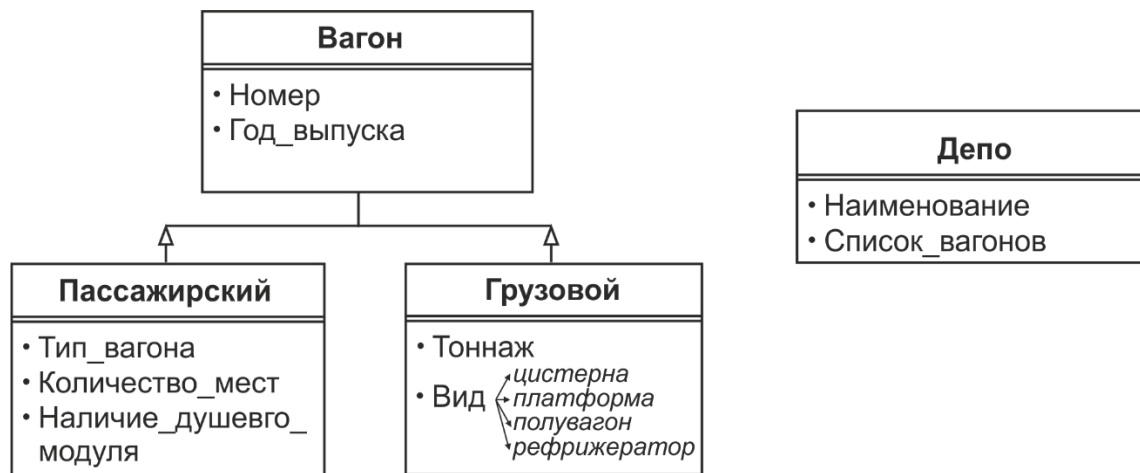 Вагон
• Номер
• Год_выпуска
Депо
• Наименование
• Список_вагонов
Пассажирский
• Тип_вагона
• Количество_мест
• Наличие_душевго_
модуля
Грузовой
• Тоннаж
• Вид
цистерна
платформа
полувагон
рефрижератор